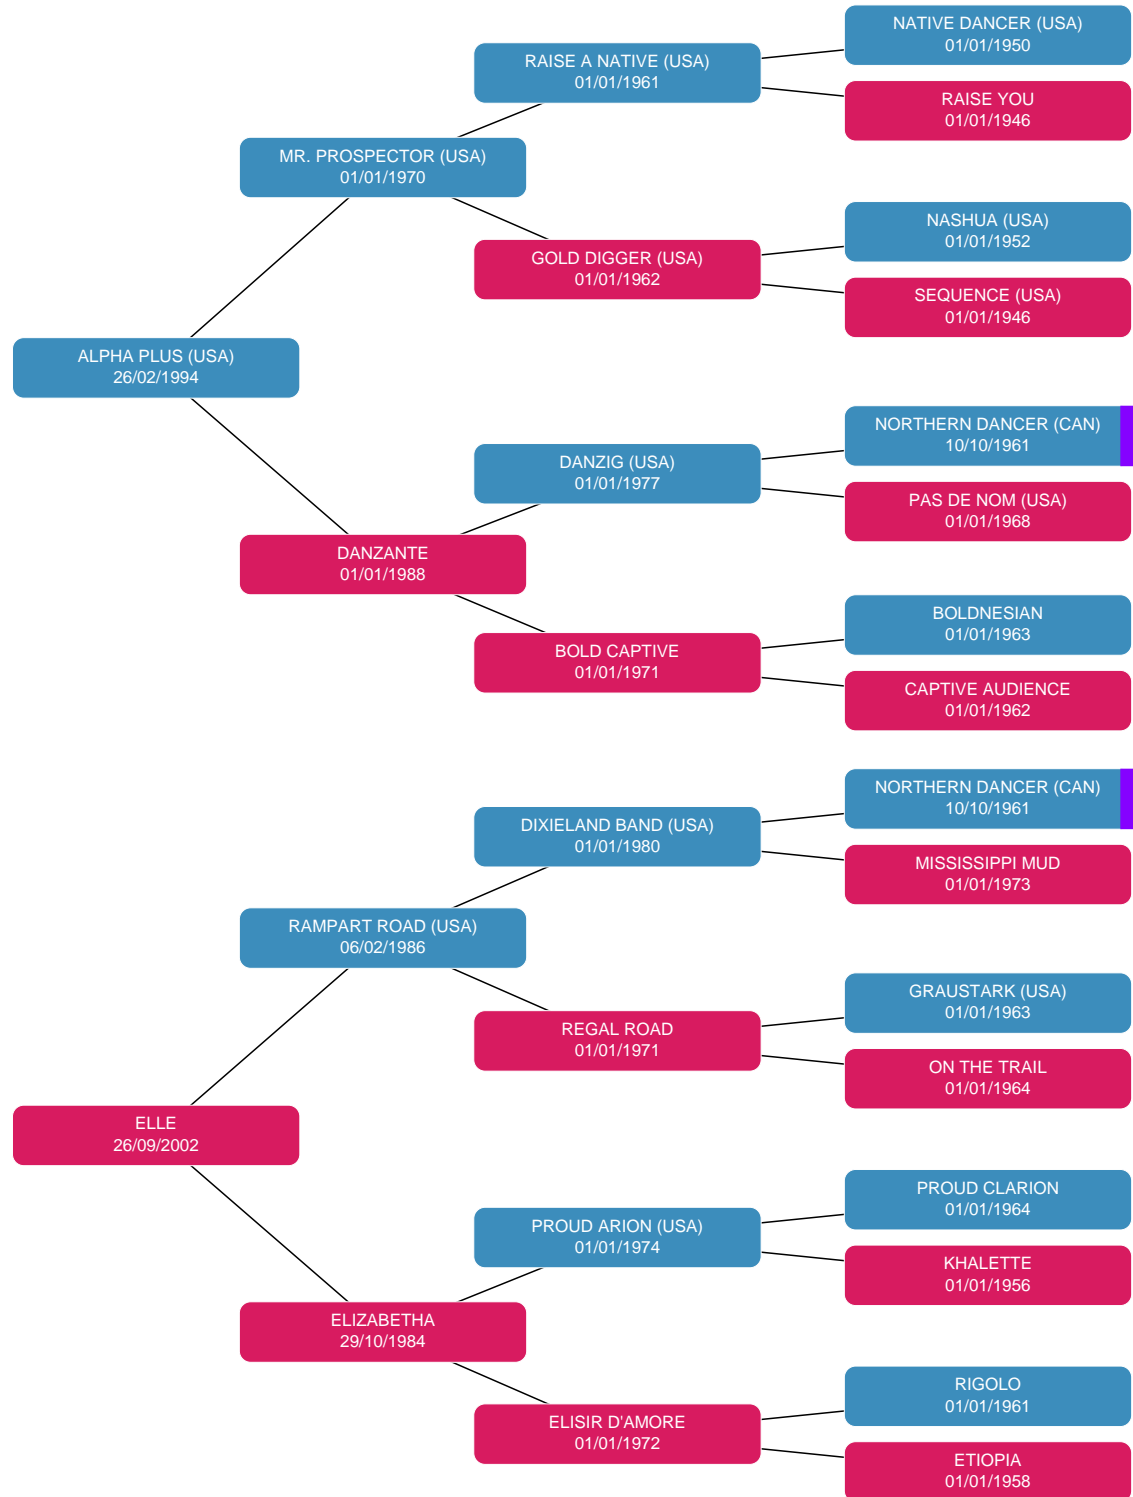 NATIVE DANCER (USA)
01/01/1950
RAISE A NATIVE (USA)
01/01/1961
RAISE YOU
01/01/1946
MR. PROSPECTOR (USA)
01/01/1970
NASHUA (USA)
01/01/1952
GOLD DIGGER (USA)
01/01/1962
SEQUENCE (USA)
01/01/1946
ALPHA PLUS (USA)
26/02/1994
NORTHERN DANCER (CAN)
10/10/1961
DANZIG (USA)
01/01/1977
PAS DE NOM (USA)
01/01/1968
DANZANTE
01/01/1988
BOLDNESIAN
01/01/1963
BOLD CAPTIVE
01/01/1971
CAPTIVE AUDIENCE
01/01/1962
NORTHERN DANCER (CAN)
10/10/1961
DIXIELAND BAND (USA)
01/01/1980
MISSISSIPPI MUD
01/01/1973
RAMPART ROAD (USA)
06/02/1986
GRAUSTARK (USA)
01/01/1963
REGAL ROAD
01/01/1971
ON THE TRAIL
01/01/1964
ELLE
26/09/2002
PROUD CLARION
01/01/1964
PROUD ARION (USA)
01/01/1974
KHALETTE
01/01/1956
ELIZABETHA
29/10/1984
RIGOLO
01/01/1961
ELISIR D'AMORE
01/01/1972
ETIOPIA
01/01/1958